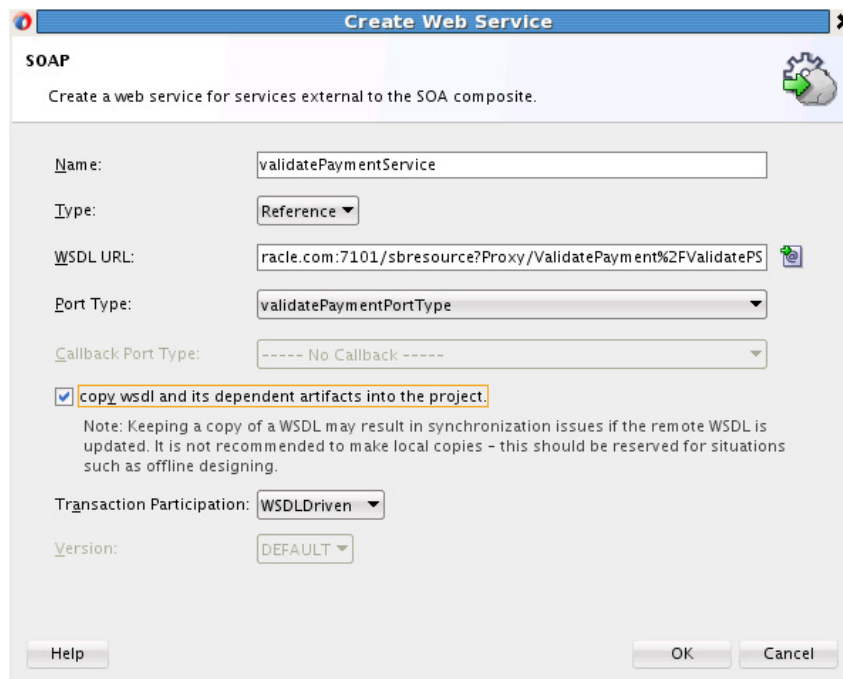 Create Web Service
SOAP
Create a web service for services external to the SOA composite.
Name: validatePaymentService
Type: Reference
WSDL URL: racle.com:7101/sbresource?Proxy/ValidatePayment%2FValidatePS
Port Type: validatePaymentPortType
Callback Port Type: ----- No Callback -----
copy wsdl and its dependent artifacts into the project.
Note: Keeping a copy of a WSDL may result in synchronization issues if the remote WSDL is
updated. It is not recommended to make local copies – this should be reserved for situations
such as offline designing.
Transaction Participation: WSDLDriven
Version: DEFAULT
Help OK Cancel